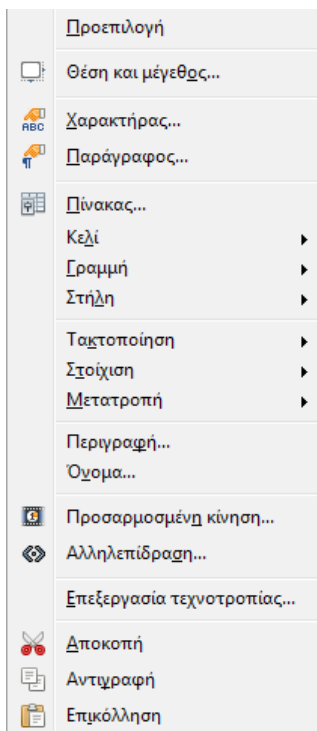 Προεπιλογή
Θέση και μέγεθος...
ABC
Χαρακτήρας...
Παράγραφος...
Πίνακας...
Κελί
Γραμμή
Στήλη
Τακτοποίηση
Στοίχιση
Μετατροπή
Περιγραφή...
Όνομα...
Προσαρμοσμένη κίνηση...
Αλληλεπίδραση...
Επεξεργασία τεχνοτροπίας...
Αποκοπή
Αντιγραφή
Επικόλληση